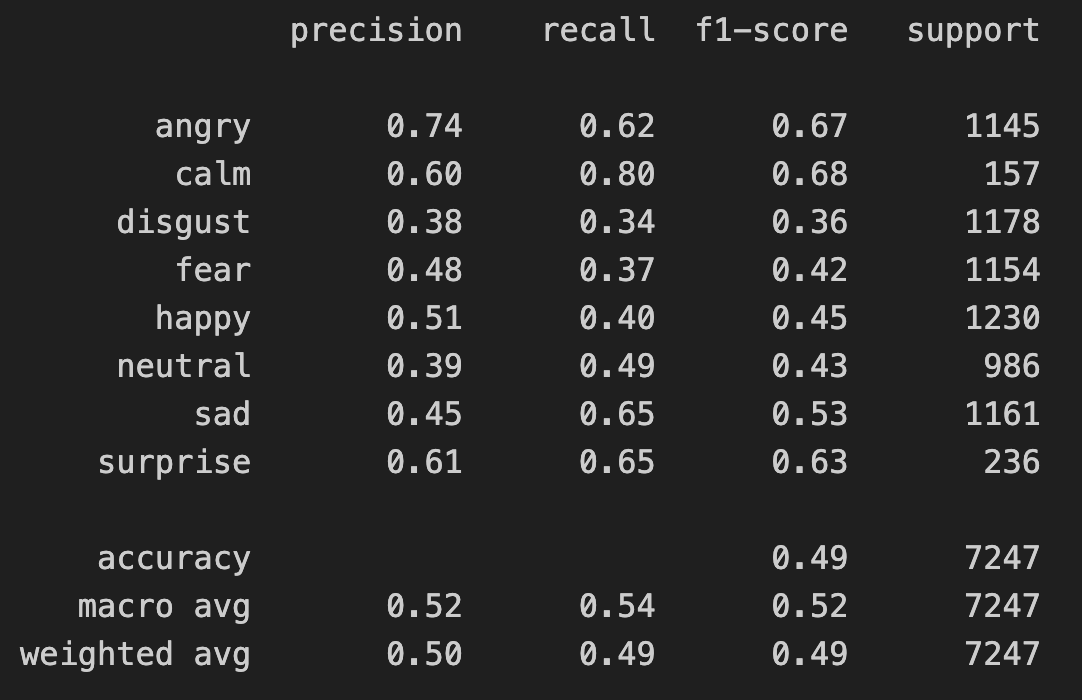 precision recall f1-score support
angry 0.74 0.62 0.67 1145
calm 0.60 0.80 0.68 157
disgust 0.38 0.34 0.36 1178
fear 0.48 0.37 0.42 1154
happy 0.51 0.40 0.45 1230
neutral 0.39 0.49 0.43 986
sad 0.45 0.65 0.53 1161
surprise 0.61 0.65 0.63 236
accuracy 0.49 7247
macro avg 0.52 0.54 0.52 7247
weighted avg 0.50 0.49 0.49 7247